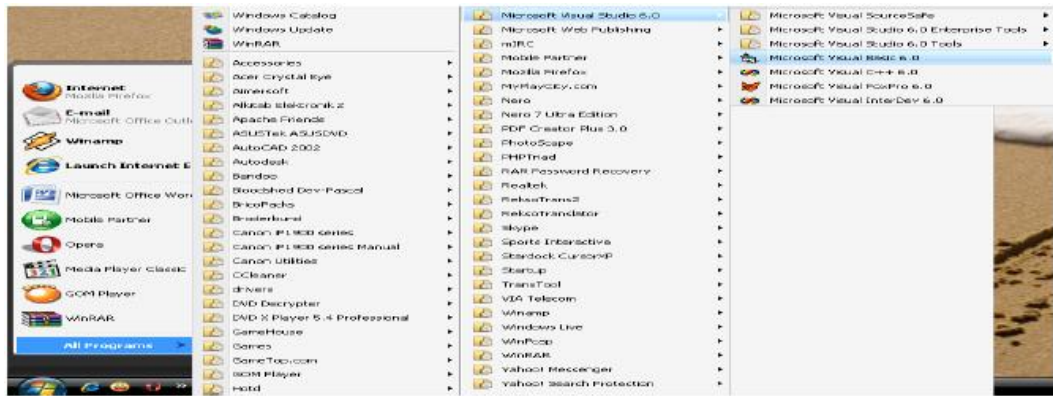 Internet
Mozilla Firefox
E-mail
Microsoft Office Outl
Winamp
Launch Internet E
Microsoft Office Wor
Mobile Partner
Opera
Media Player Classic
GOM Player
WinRAR
All Programs
Windows Catalog
Windows Update
WinRAR
Accessories
Acer Crystal Eye
Aimersoft
Alkitab Elektronik 2
Apache Friends
ASUSTek ASUSDVD
AutoCAD 2002
Autodesk
Bandoo
Bloodshed Dev-Pascal
BricoPacks
Broderbund
Canon iP1900 series
Canon iP1900 series Manual
Canon Utilities
CCleaner
drivers
DVD Decrypter
DVD X Player 5.4 Professional
GameHouse
Games
GameTop.com
GOM Player
Hotd
Microsoft Visual Studio 6.0
Microsoft Web Publishing
mIRC
Mobile Partner
Mozilla Firefox
MyPlayCity.com
Nero
Nero 7 Ultra Edition
PDF Creator Plus 3.0
PhotoScape
PHPTriad
RAR Password Recovery
Realtek
ReksoTrans2
ReksoTranslator
Skype
Sports Interactive
Stardock CursorXP
Startup
TransTool
VIA Telecom
Winamp
Windows Live
WinPcap
WinRAR
Yahoo! Messenger
Yahoo! Search Protection
Microsoft Visual SourceSafe
Microsoft Visual Studio 6.0 Enterprise Tools
Microsoft Visual Studio 6.0 Tools
Microsoft Visual Basic 6.0
Microsoft Visual C++ 6.0
Microsoft Visual FoxPro 6.0
Microsoft Visual InterDev 6.0